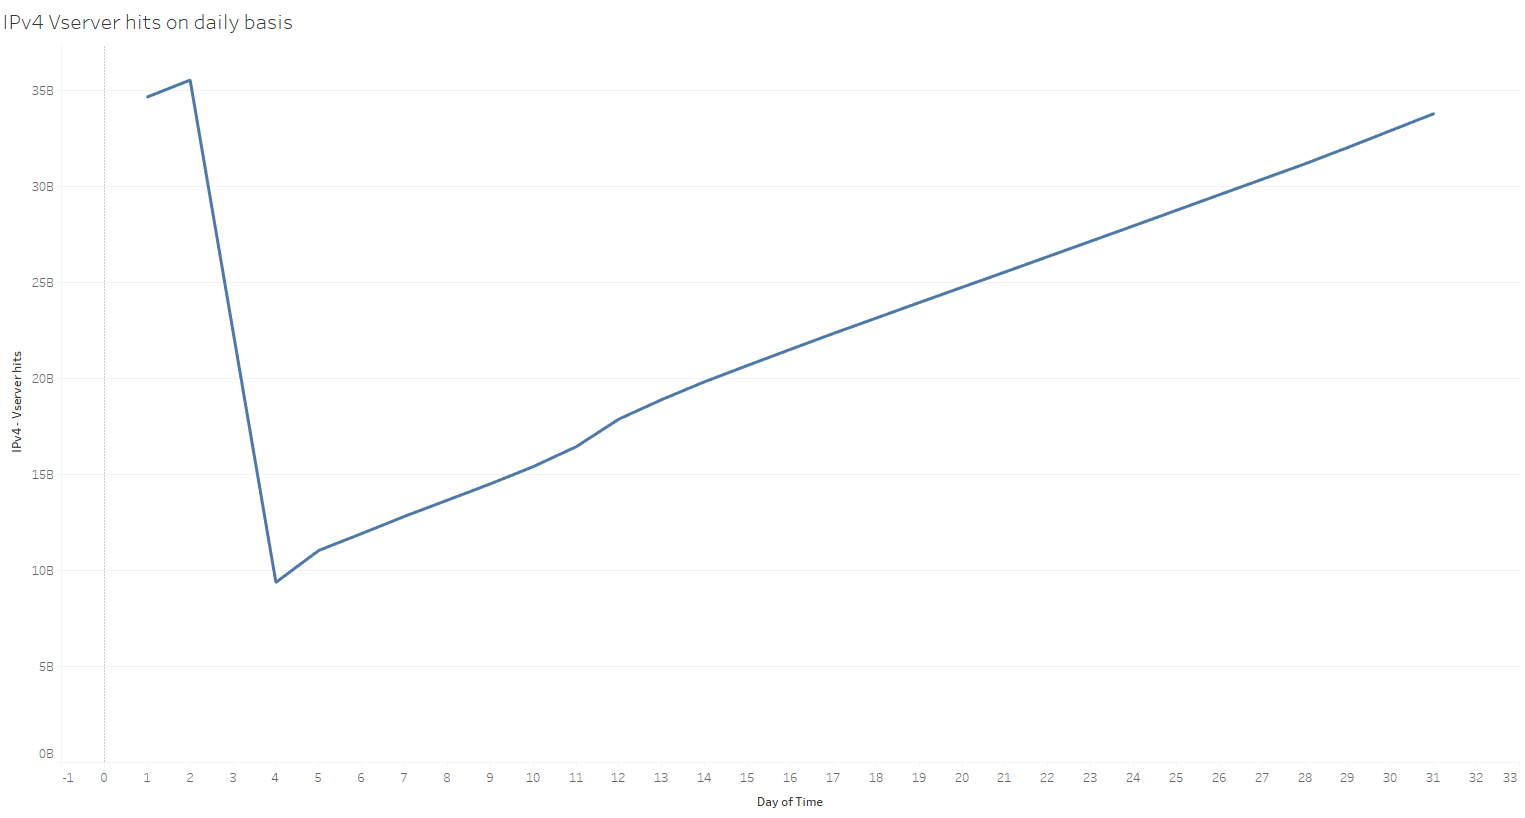 IPv4 Vserver hits on daily basis
35B
30B
25B
20B
15B
10B
5B
0B
IPv4 - Vserver hits
-1 0 1 2 3 4 5 6 7 8 9 10 11 12 13 14 15 16 17 18 19 20 21 22 23 24 25 26 27 28 29 30 31 32 33
Day of Time